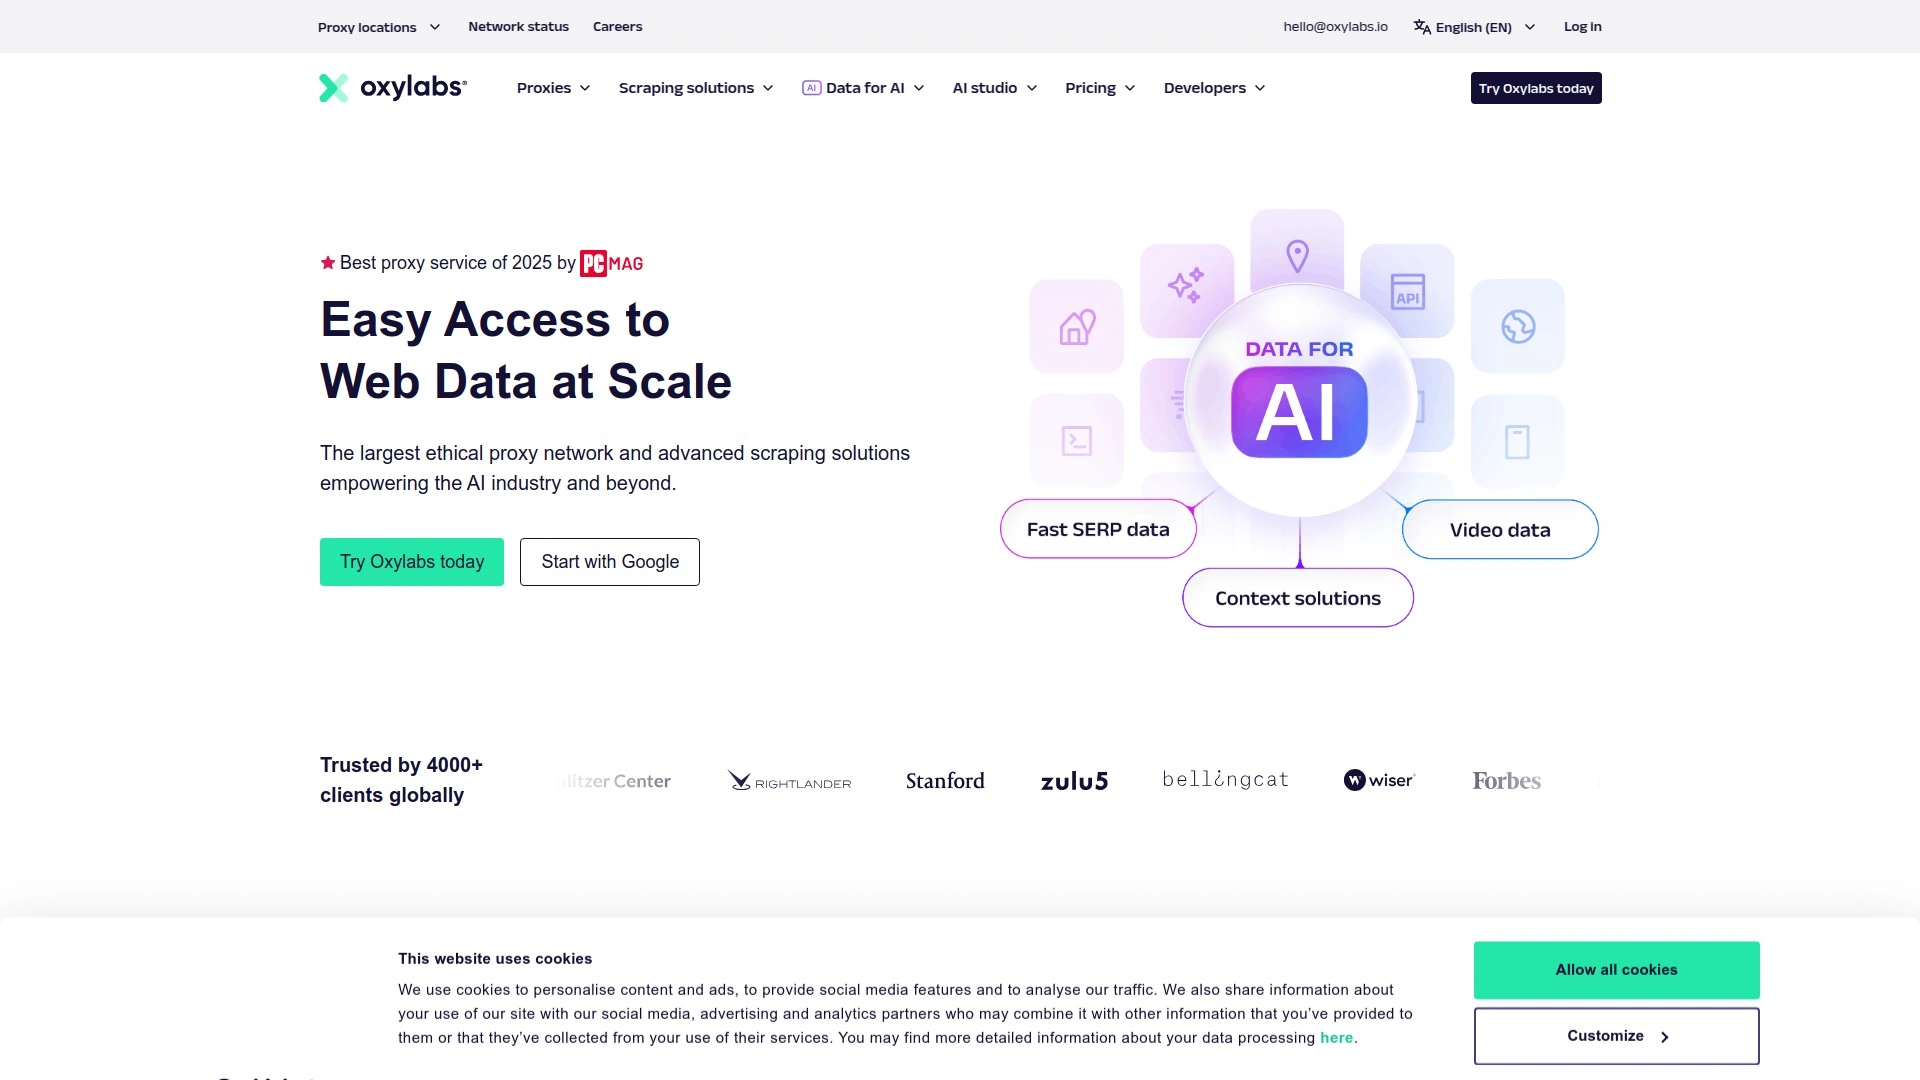 Proxy locations
Network status
Careers
hello@oxylabs.io
English (EN)
Log in
oxylabs®
Proxies
Scraping solutions
AI Data for AI
AI studio
Pricing
Developers
Try Oxylabs today
Best proxy service of 2025 by PC MAG
Easy Access to
Web Data at Scale
The largest ethical proxy network and advanced scraping solutions
empowering the AI industry and beyond.
Try Oxylabs today
Start with Google
API
DATA FOR
AI
Fast SERP data
Video data
Context solutions
Trusted by 4000+
clients globally
Center
RIGHTLANDER
Stanford
zulu5
bellingcat
W wiser
Forbes
This website uses cookies
We use cookies to personalise content and ads, to provide social media features and to analyse our traffic. We also share information about
your use of our site with our social media, advertising and analytics partners who may combine it with other information that you’ve provided to
them or that they’ve collected from your use of their services. You may find more detailed information about your data processing here.
Allow all cookies
Customize